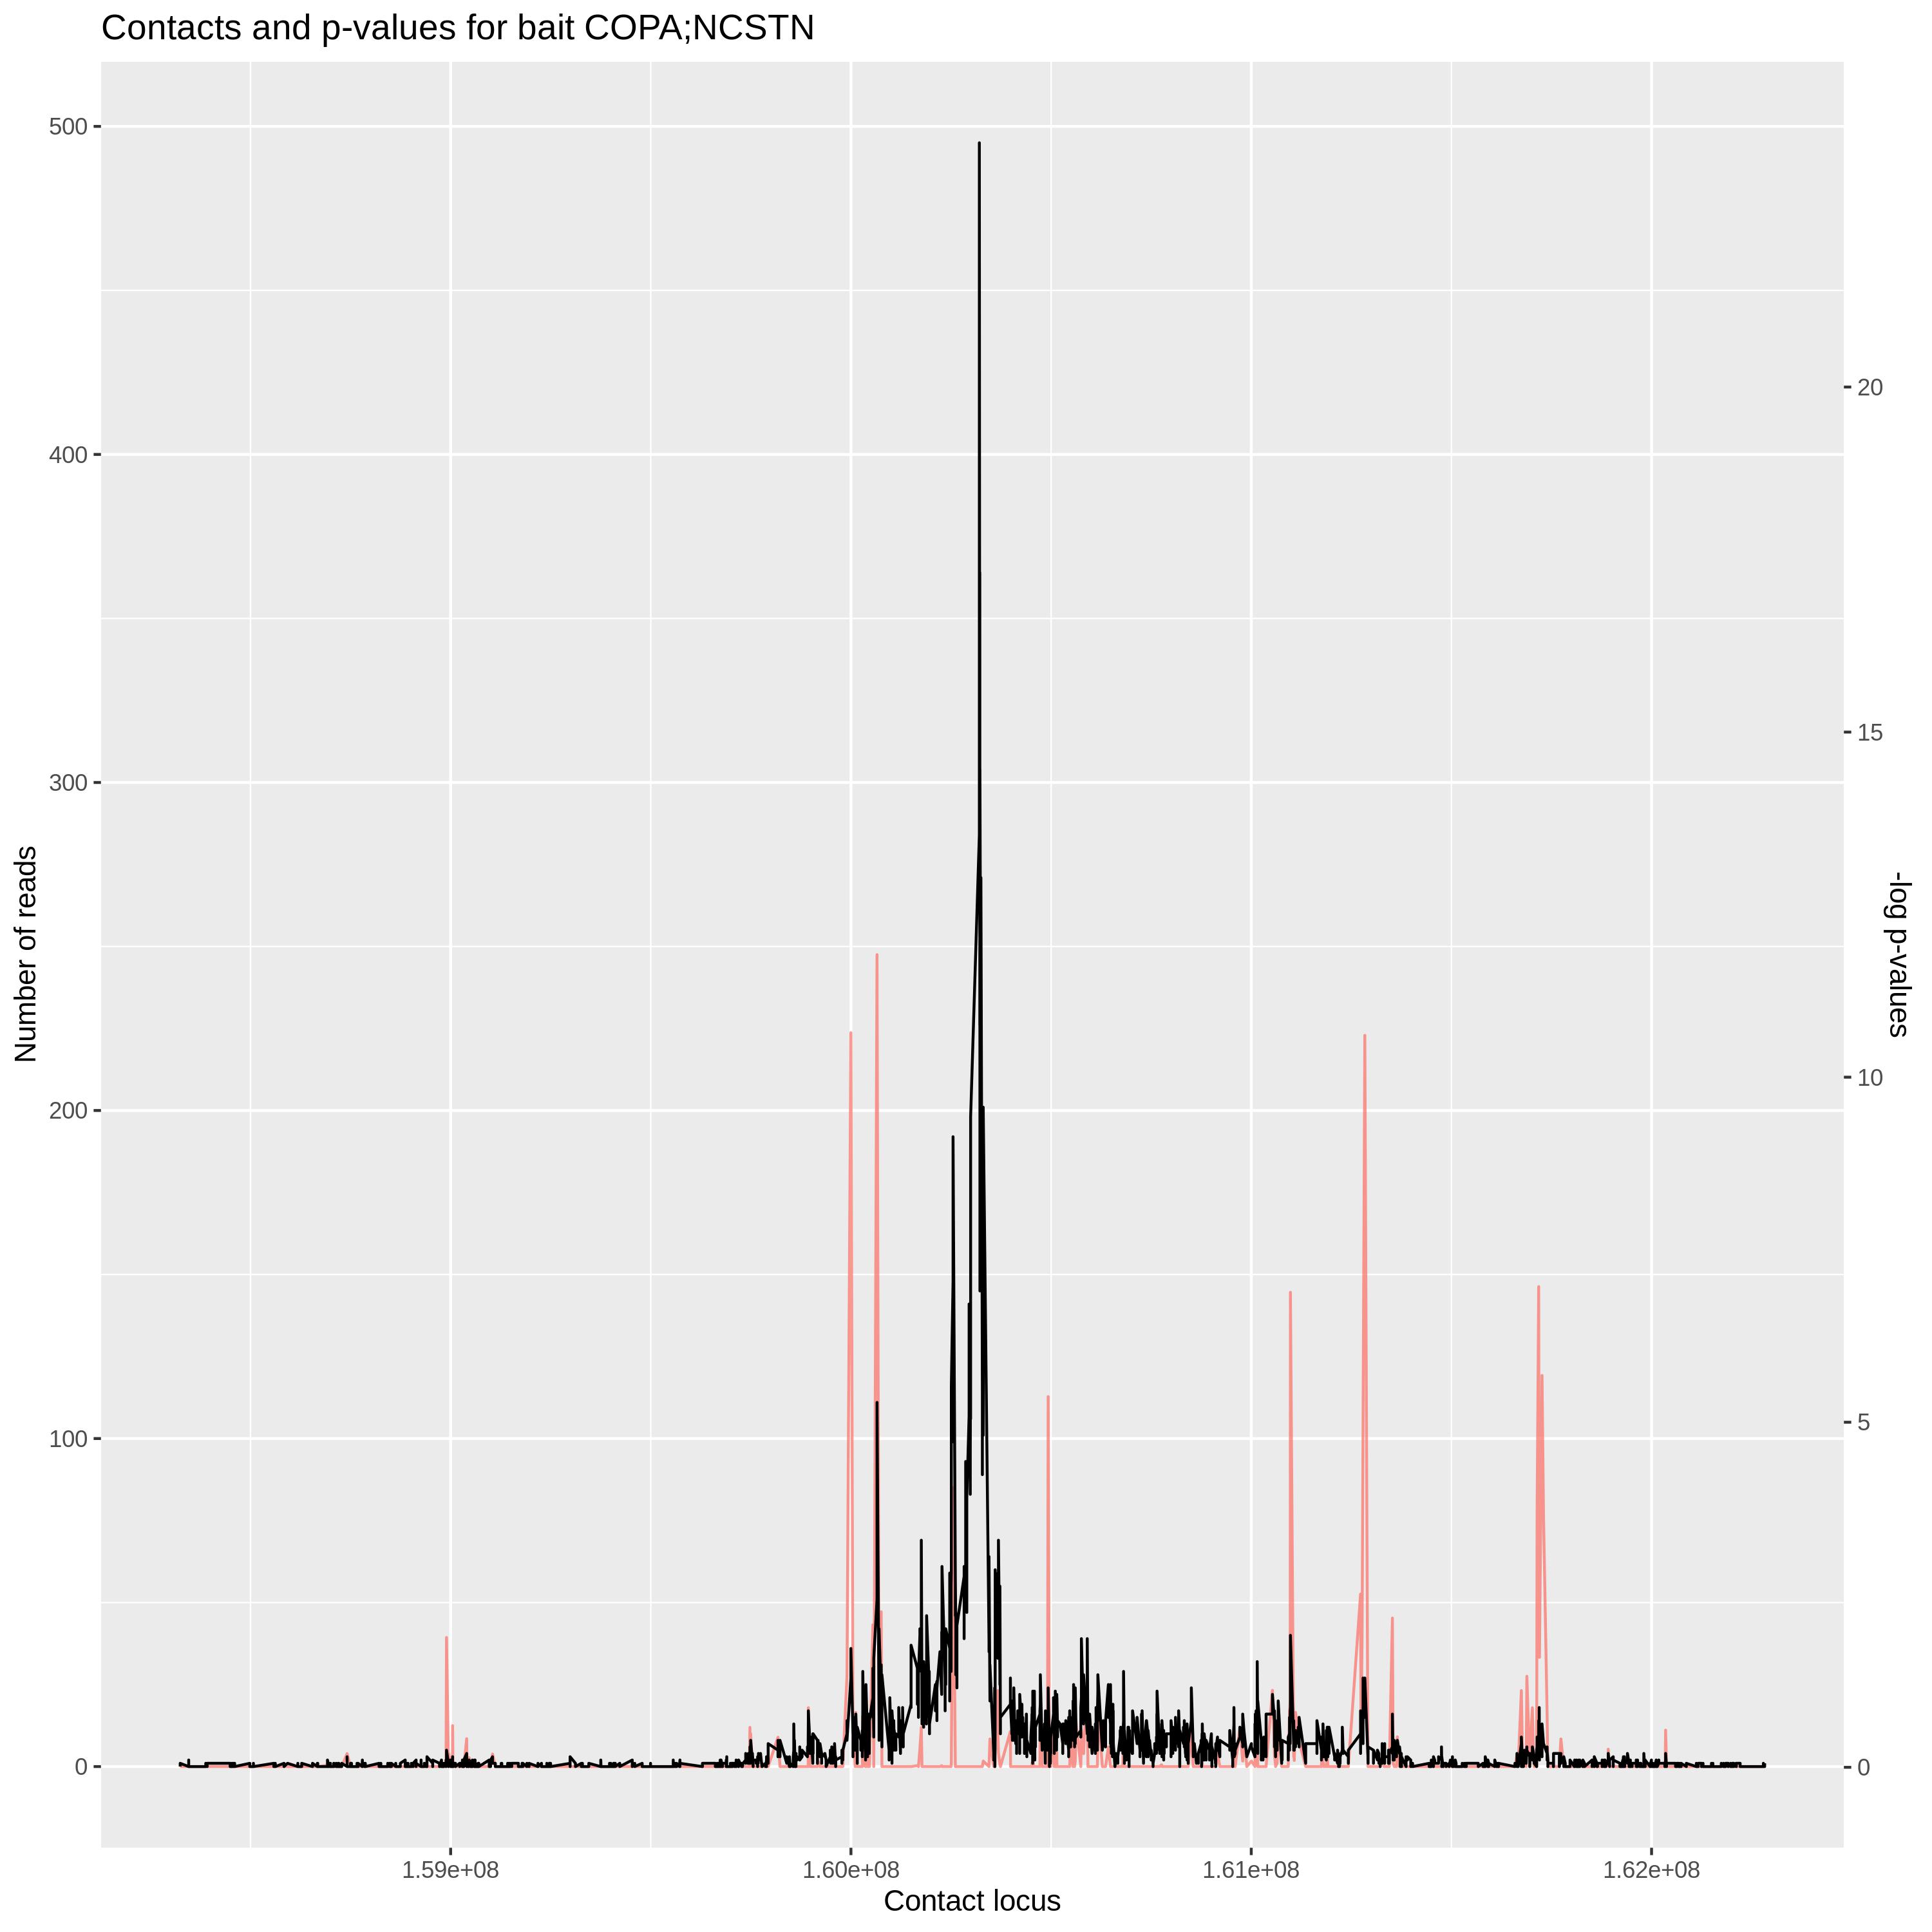 Contacts and p-values for bait COPA;NCSTN
500
400
300
200
100
0
Number of reads
20
15
10
5
0
-log p-values
1.59e+08
1.60e+08
1.61e+08
1.62e+08
Contact locus